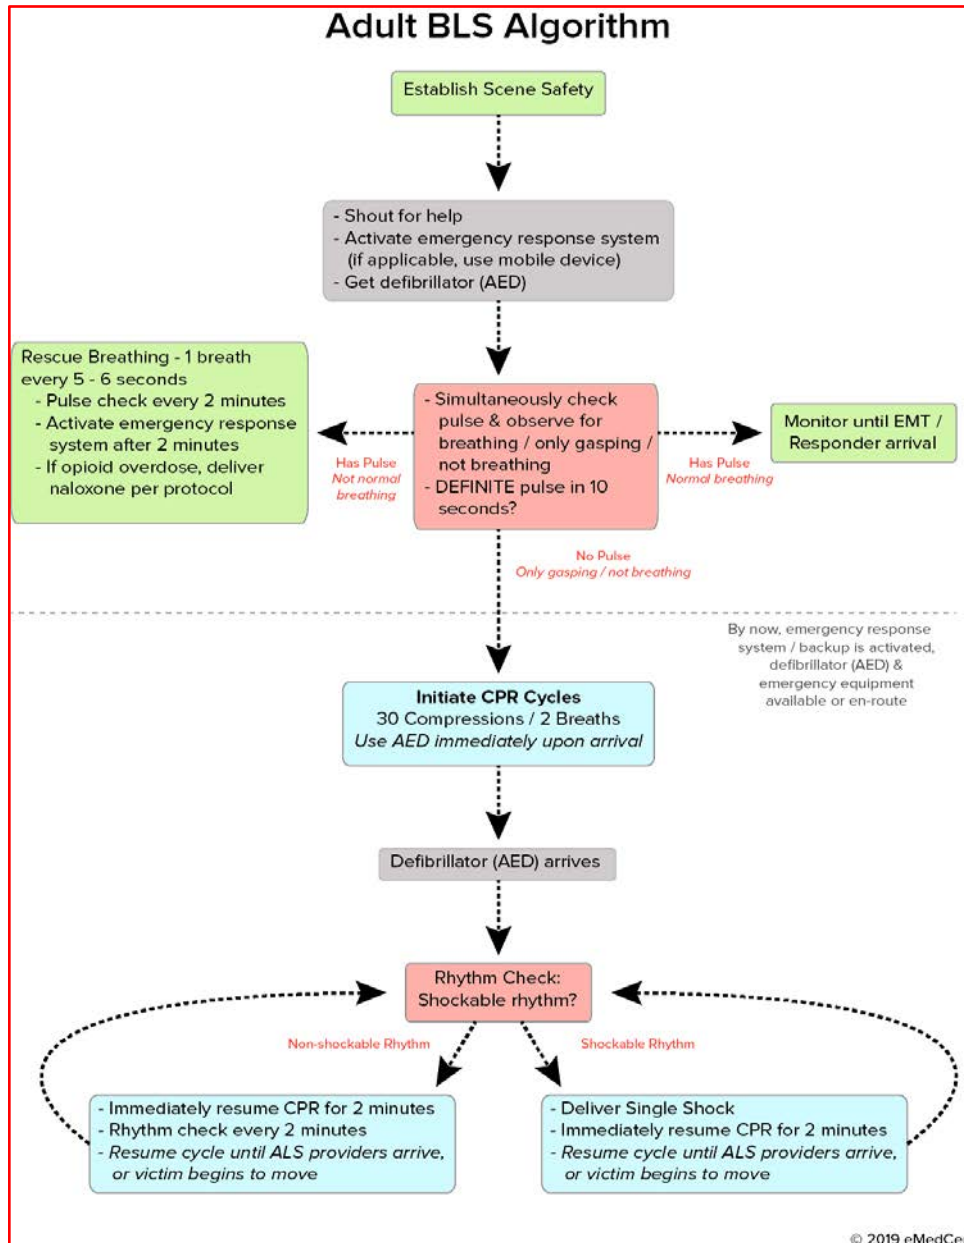 Adult BLS Algorithm
Establish Scene Safety
- Shout for help
- Activate emergency response system
(if applicable, use mobile device)
- Get defibrillator (AED)
Rescue Breathing - 1 breath
every 5 - 6 seconds
- Pulse check every 2 minutes
- Activate emergency response
system after 2 minutes
- If opioid overdose, deliver
naloxone per protocol
Has Pulse
Not normal
breathing
- Simultaneously check
pulse & observe for
breathing / only gasping /
not breathing
- DEFINITE pulse in 10
seconds?
Has Pulse
Normal breathing
Monitor until EMT /
Responder arrival
No Pulse
Only gasping / not breathing
By now, emergency response
system / backup is activated,
defibrillator (AED) &
emergency equipment
available or en-route
Initiate CPR Cycles
30 Compressions / 2 Breaths
Use AED immediately upon arrival
Defibrillator (AED) arrives
Rhythm Check:
Shockable rhythm?
Non-shockable Rhythm
Shockable Rhythm
- Immediately resume CPR for 2 minutes
- Rhythm check every 2 minutes
- Resume cycle until ALS providers arrive,
or victim begins to move
- Deliver Single Shock
- Immediately resume CPR for 2 minutes
- Resume cycle until ALS providers arrive,
or victim begins to move
© 2019 eMedCe